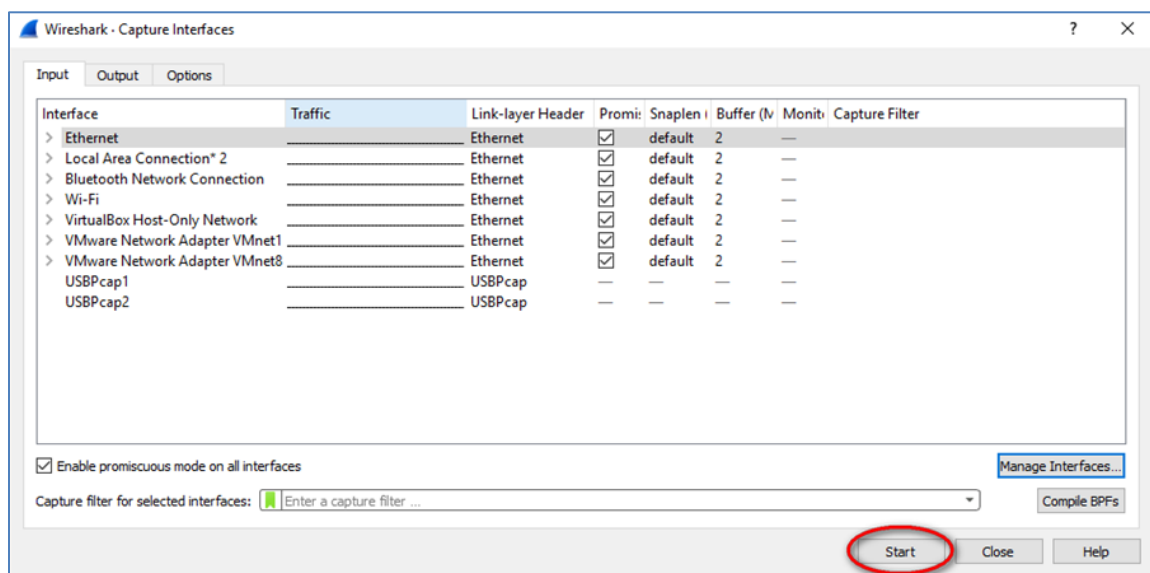 Wireshark · Capture Interfaces ? ×
Input Output Options
Interface Traffic Link-layer Header Promis Snaplen ( Buffer (M Monito Capture Filter
> Ethernet Ethernet default 2 —
> Local Area Connection* 2 Ethernet default 2 —
> Bluetooth Network Connection Ethernet default 2 —
> Wi-Fi Ethernet default 2 —
> VirtualBox Host-Only Network Ethernet default 2 —
> VMware Network Adapter VMnet1 Ethernet default 2 —
> VMware Network Adapter VMnet8 Ethernet default 2 —
USBPcap1 USBPcap — — — —
USBPcap2 USBPcap — — — —
Enable promiscuous mode on all interfaces Manage Interfaces...
Capture filter for selected interfaces: Enter a capture filter ... Compile BPFs
Start Close Help